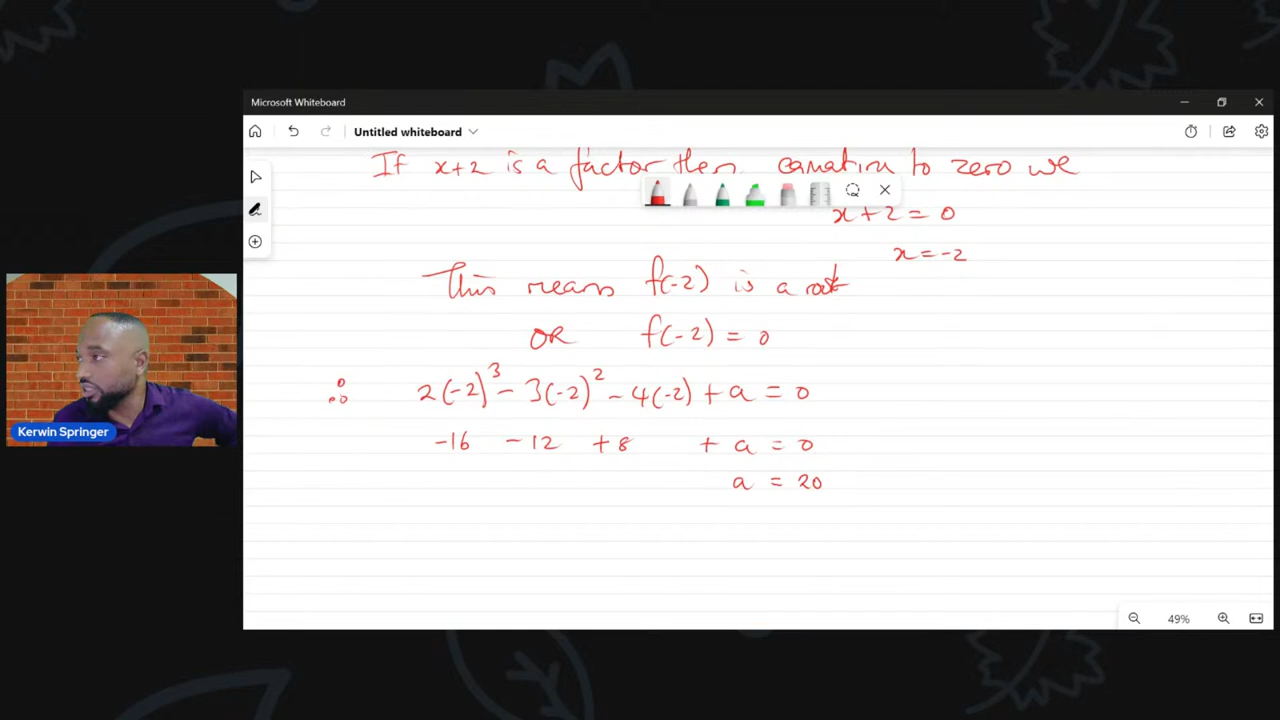 Microsoft Whiteboard
Untitled whiteboard
If x+2 is a factor then equation to zero we
x+2 = 0
x = -2
This means f(-2) is a root
OR f(-2) = 0
∴ 2(-2)³ - 3(-2)² - 4(-2) + a = 0
-16 -12 +8 + a = 0
a = 20
Kerwin Springer
49%